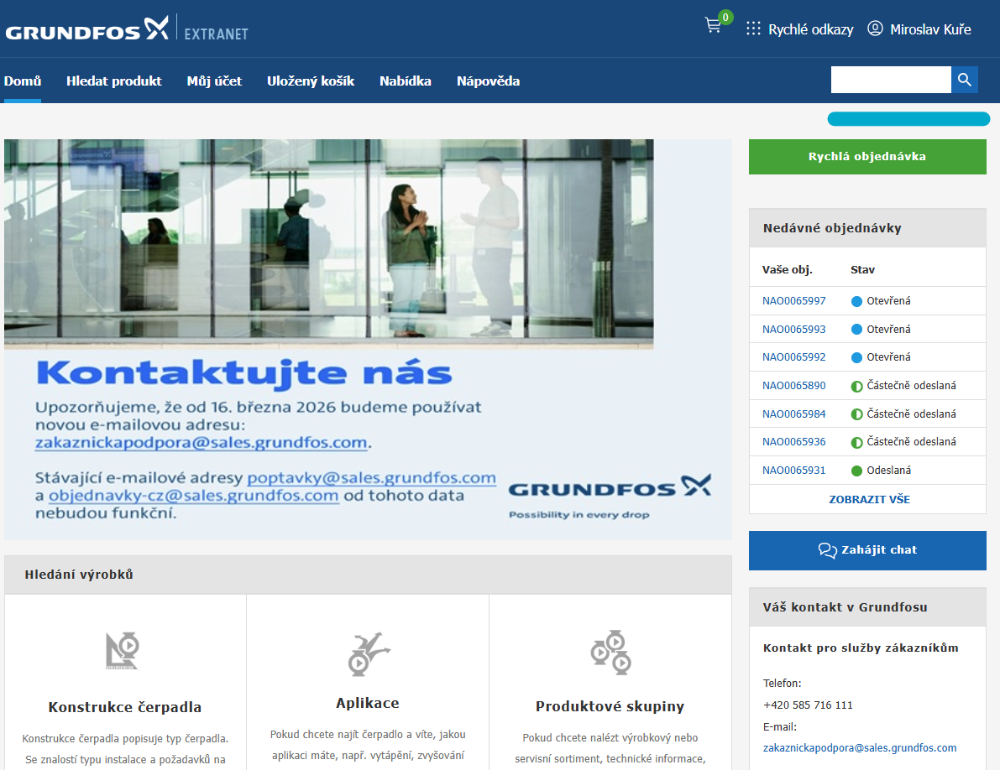 GRUNDFOS EXTRANET
0
Rychlé odkazy
Miroslav Kuře
Domů
Hledat produkt
Můj účet
Uložený košík
Nabídka
Nápověda
Rychlá objednávka
Kontaktujte nás
Upozorňujeme, že od 16. března 2026 budeme používat
novou e-mailovou adresu:
zakaznickapodpora@sales.grundfos.com.
Stávající e-mailové adresy poptavky@sales.grundfos.com
a objednavky-cz@sales.grundfos.com od tohoto data
nebudou funkční.
GRUNDFOS
Possibility in every drop
Nedávné objednávky
Vaše obj. Stav
NAO0065997 Otevřená
NAO0065993 Otevřená
NAO0065992 Otevřená
NAO0065890 Částečně odeslaná
NAO0065984 Částečně odeslaná
NAO0065936 Částečně odeslaná
NAO0065931 Odeslaná
ZOBRAZIT VŠE
Zahájit chat
Hledání výrobků
Konstrukce čerpadla
Konstrukce čerpadla popisuje typ čerpadla.
Se znalostí typu instalace a požadavků na
Aplikace
Pokud chcete najít čerpadlo a víte, jakou
aplikaci máte, např. vytápění, zvyšování
Produktové skupiny
Pokud chcete nalézt výrobkový nebo
servisní sortiment, technické informace,
Váš kontakt v Grundfosu
Kontakt pro služby zákazníkům
Telefon:
+420 585 716 111
E-mail:
zakaznickapodpora@sales.grundfos.com